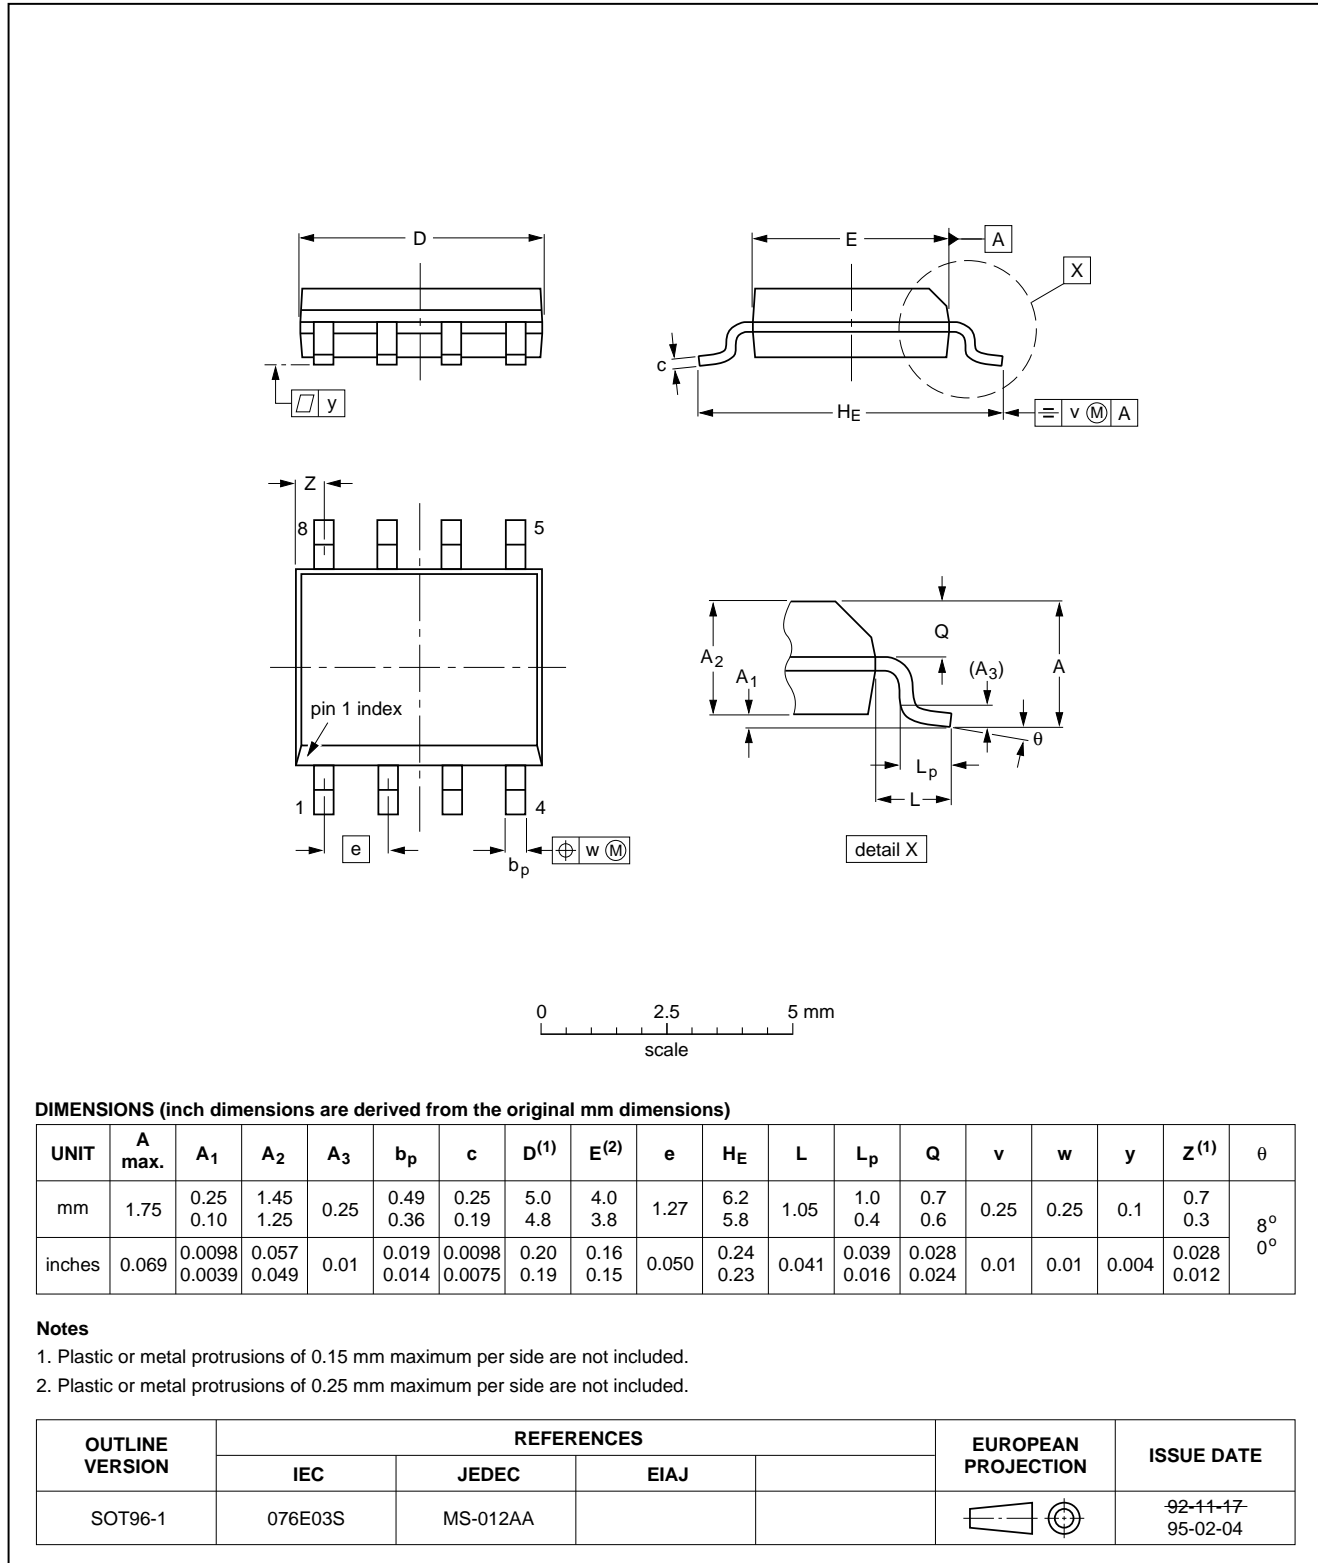 D
E
A
X
c
y
HE
v M A
Z
8
5
pin 1 index
1
4
e
bp
w M
Q
A2
A1
(A3)
A
θ
Lp
L
detail X
0 2.5 5 mm
scale
DIMENSIONS (inch dimensions are derived from the original mm dimensions)
UNIT A max. A1 A2 A3 bp c D(1) E(2) e HE L Lp Q v w y Z(1) θ
mm 1.75 0.25 0.10 1.45 1.25 0.25 0.49 0.36 0.25 0.19 5.0 4.8 4.0 3.8 1.27 6.2 5.8 1.05 1.0 0.4 0.7 0.6 0.25 0.25 0.1 0.7 0.3 8o 0o
inches 0.069 0.0098 0.0039 0.057 0.049 0.01 0.019 0.014 0.0098 0.0075 0.20 0.19 0.16 0.15 0.050 0.24 0.23 0.041 0.039 0.016 0.028 0.024 0.01 0.01 0.004 0.028 0.012
Notes
1. Plastic or metal protrusions of 0.15 mm maximum per side are not included.
2. Plastic or metal protrusions of 0.25 mm maximum per side are not included.
OUTLINE VERSION REFERENCES EUROPEAN PROJECTION ISSUE DATE
IEC JEDEC EIAJ
SOT96-1 076E03S MS-012AA 92-11-17
95-02-04